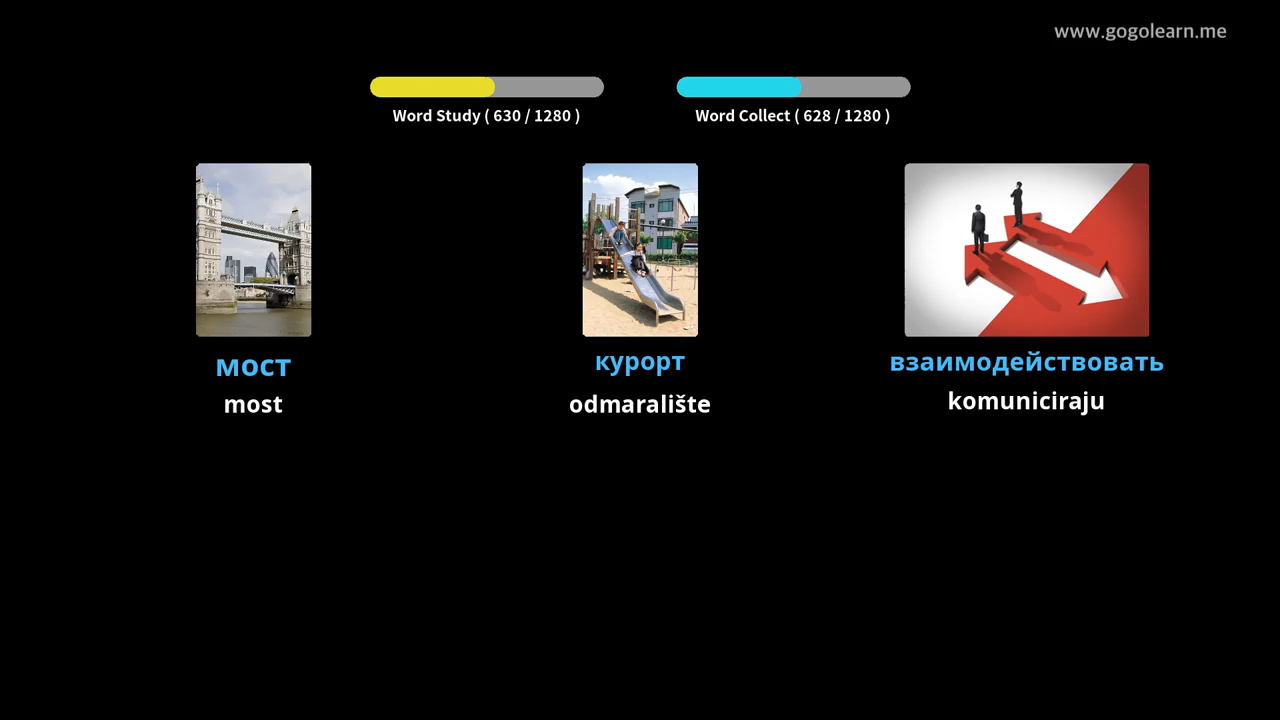 www.gogolearn.me
Word Study ( 630 / 1280 )
Word Collect ( 628 / 1280 )
мост
курорт
взаимодействовать
most
odmaralište
komuniciraju